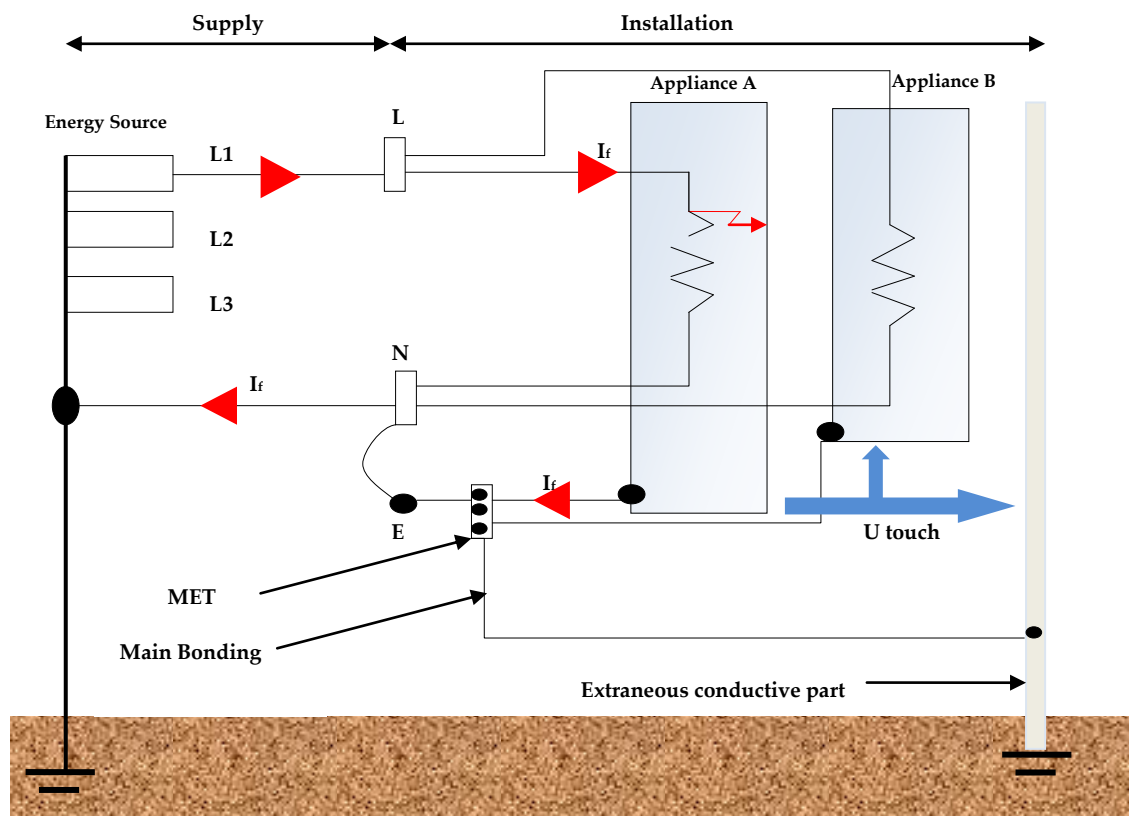 Supply
Installation
Appliance A
Appliance B
Energy Source
L
L1
If
L2
L3
N
If
If
E
U touch
MET
Main Bonding
Extraneous conductive part